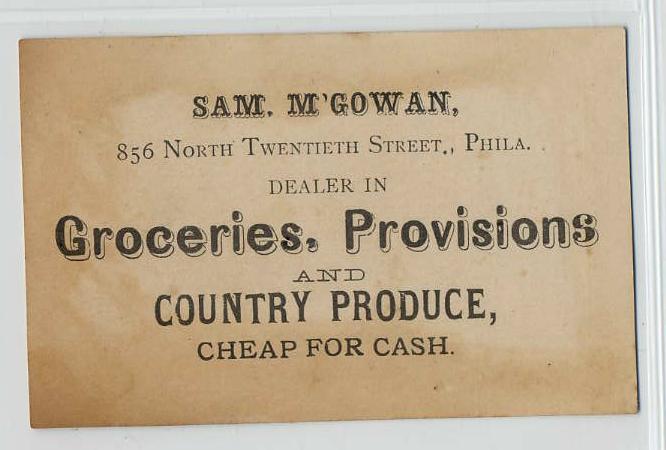 SAM. M'GOWAN,
856 NORTH TWENTIETH STREET., PHILA.
DEALER IN
Groceries, Provisions
AND
COUNTRY PRODUCE,
CHEAP FOR CASH.